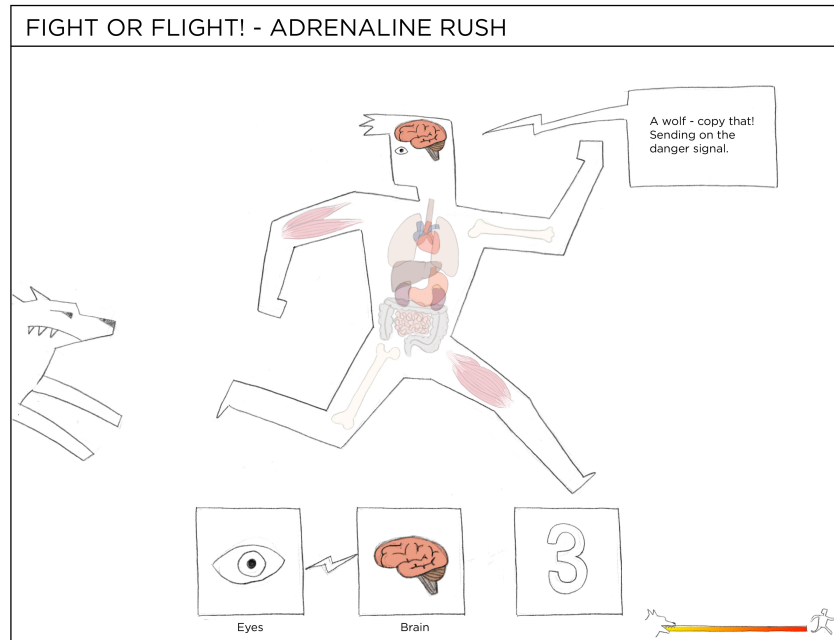 FIGHT OR FLIGHT! - ADRENALINE RUSH
A wolf - copy that!
Sending on the
danger signal.
3
Eyes
Brain